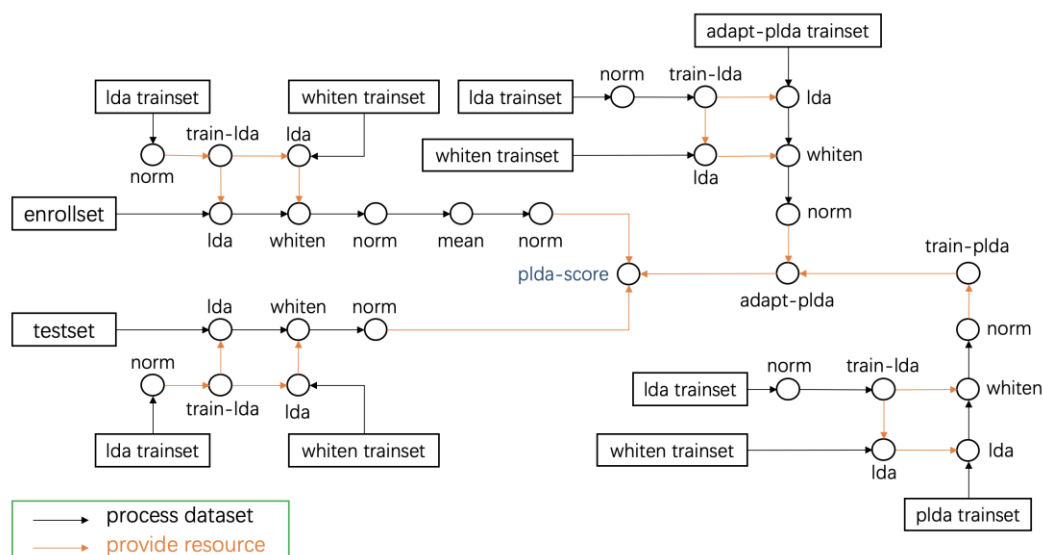 adapt-plda trainset
norm train-lda
lda trainset whiten trainset lda trainset lda
train-lda lda
norm whiten trainset lda whiten
enrollset norm
lda whiten norm mean norm
train-plda
plda-score
adapt-plda
lda whiten norm
testset norm
norm norm train-lda
lda trainset whiten
train-lda lda
lda trainset whiten trainset whiten trainset lda lda
plda trainset
process dataset
provide resource